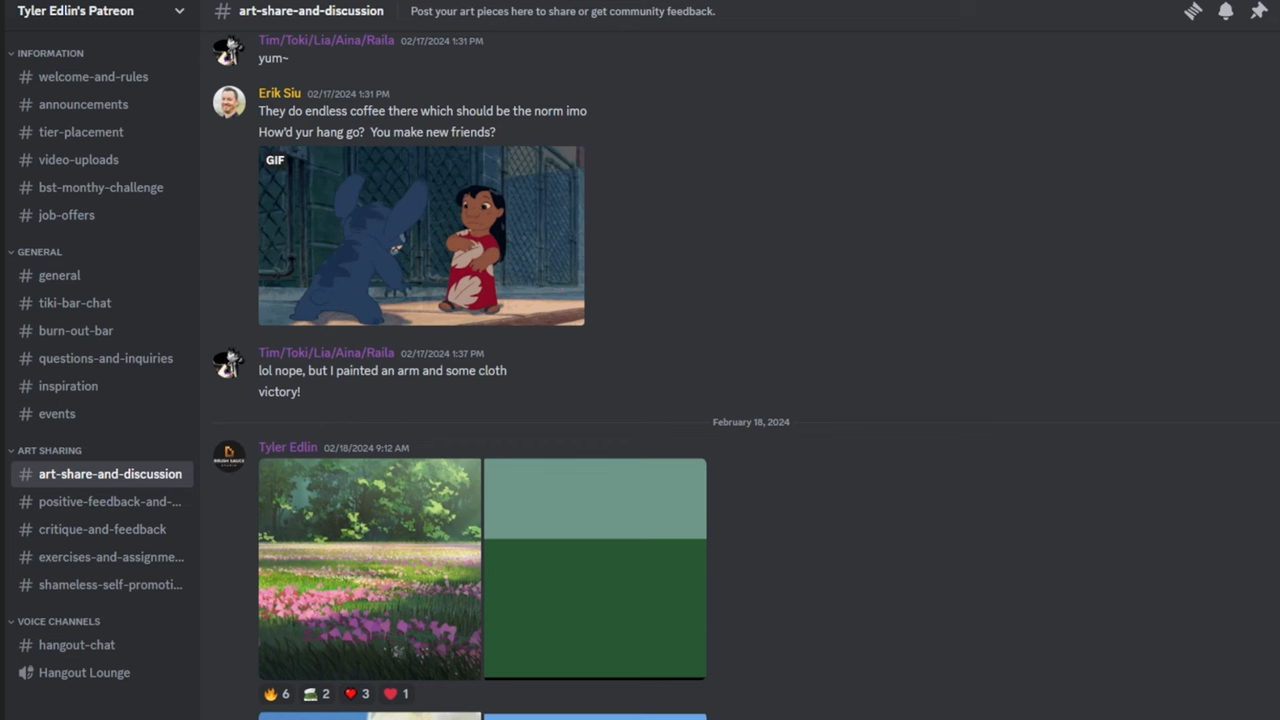 Tyler Edlin's Patreon
INFORMATION
# welcome-and-rules
# announcements
# tier-placement
# video-uploads
# bst-monthy-challenge
# job-offers
GENERAL
# general
# tiki-bar-chat
# burn-out-bar
# questions-and-inquiries
# inspiration
# events
ART SHARING
# art-share-and-discussion
# positive-feedback-and-...
# critique-and-feedback
# exercises-and-assignme...
# shameless-self-promoti...
VOICE CHANNELS
# hangout-chat
Hangout Lounge
# art-share-and-discussion Post your art pieces here to share or get community feedback.
Tim/Toki/Lia/Aina/Raila 02/17/2024 1:31 PM
yum~
Erik Siu 02/17/2024 1:31 PM
They do endless coffee there which should be the norm imo
How'd yur hang go? You make new friends?
GIF
Tim/Toki/Lia/Aina/Raila 02/17/2024 1:37 PM
lol nope, but I painted an arm and some cloth
victory!
February 18, 2024
Tyler Edlin 02/18/2024 9:12 AM
BRUSH SAUCE
6 2 3 1